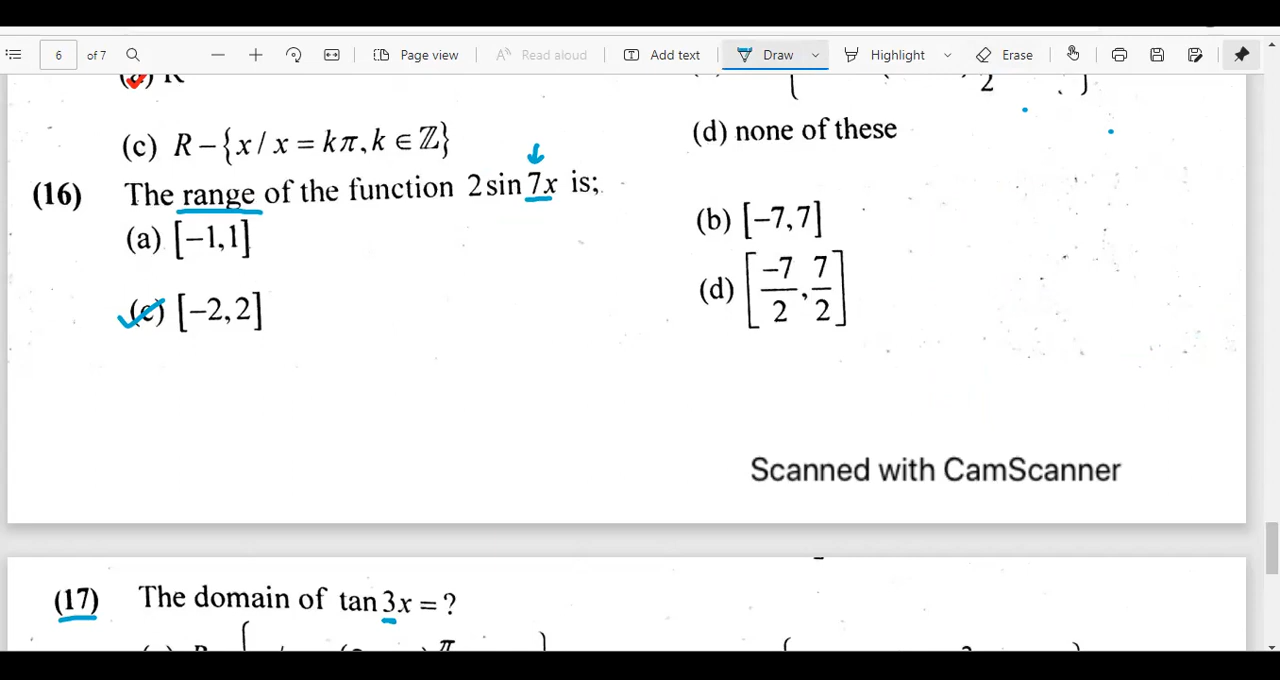 6 of 7 Page view Read aloud Add text Draw Highlight Erase
(c) R − {x / x = kπ, k ∈ ℤ}
(d) none of these
(16) The range of the function 2 sin 7x is;
(a) [−1,1]
(b) [−7,7]
(c) [−2,2]
(d) [−7/2, 7/2]
Scanned with CamScanner
(17) The domain of tan 3x = ?